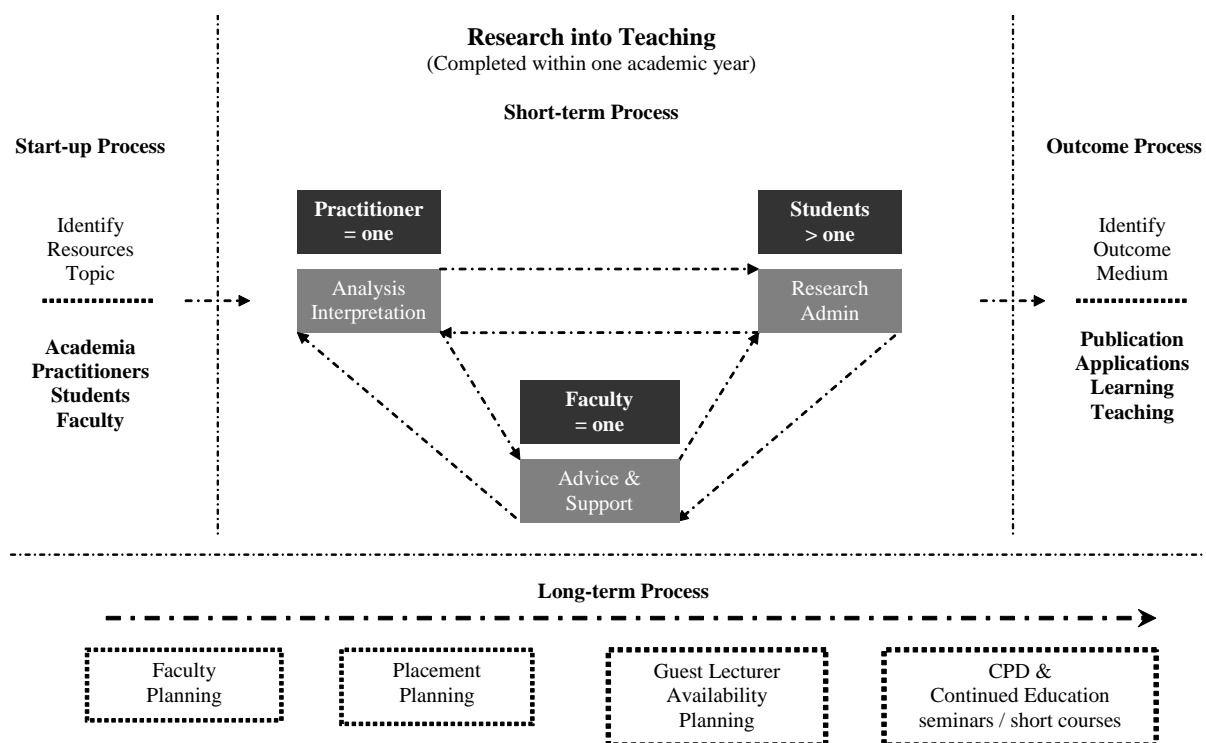 Research into Teaching
(Completed within one academic year)
Short-term Process
Start-up Process
Identify
Resources
Topic
Academia
Practitioners
Students
Faculty
Practitioner
= one
Analysis
Interpretation
Students
> one
Research
Admin
Faculty
= one
Advice &
Support
Outcome Process
Identify
Outcome
Medium
Publication
Applications
Learning
Teaching
Long-term Process
Faculty
Planning
Placement
Planning
Guest Lecturer
Availability
Planning
CPD &
Continued Education
seminars / short courses